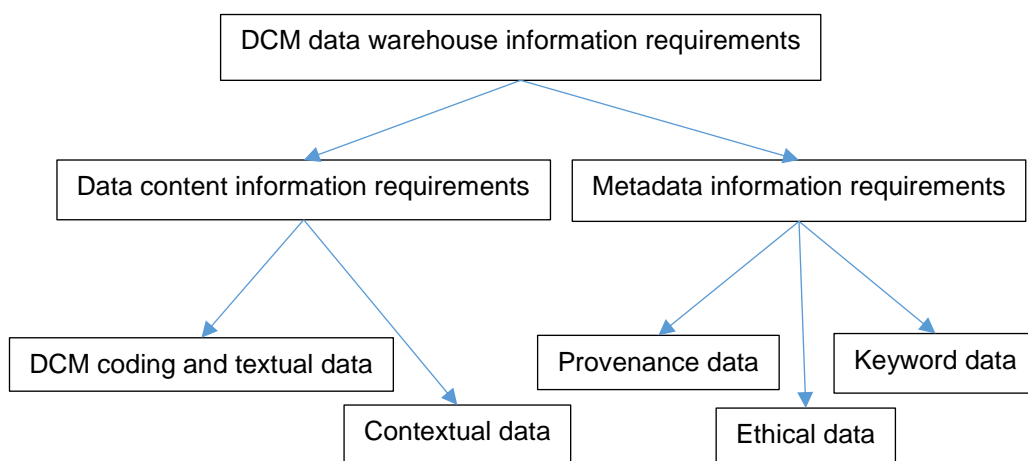 DCM data warehouse information requirements
Data content information requirements
Metadata information requirements
DCM coding and textual data
Contextual data
Provenance data
Ethical data
Keyword data